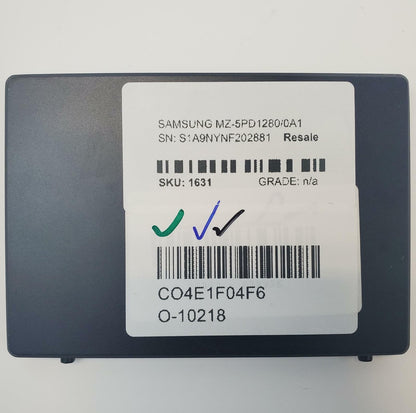 SAMSUNG MZ-5PD1280/0A1
SN: S1A9NYNF202881 Resale
SKU: 1631 GRADE: n/a
CO4E1F04F6
O-10218